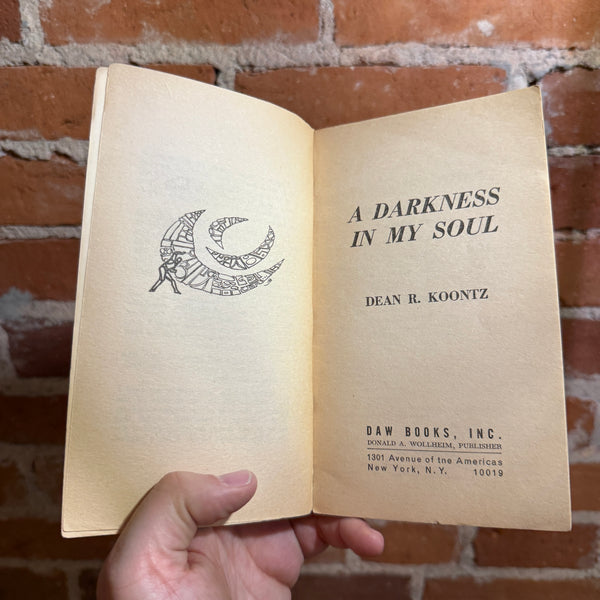 A DARKNESS
IN MY SOUL
DEAN R. KOONTZ
DAW BOOKS, INC.
DONALD A. WOLLHEIM, PUBLISHER
1301 Avenue of the Americas
New York, N. Y. 10019